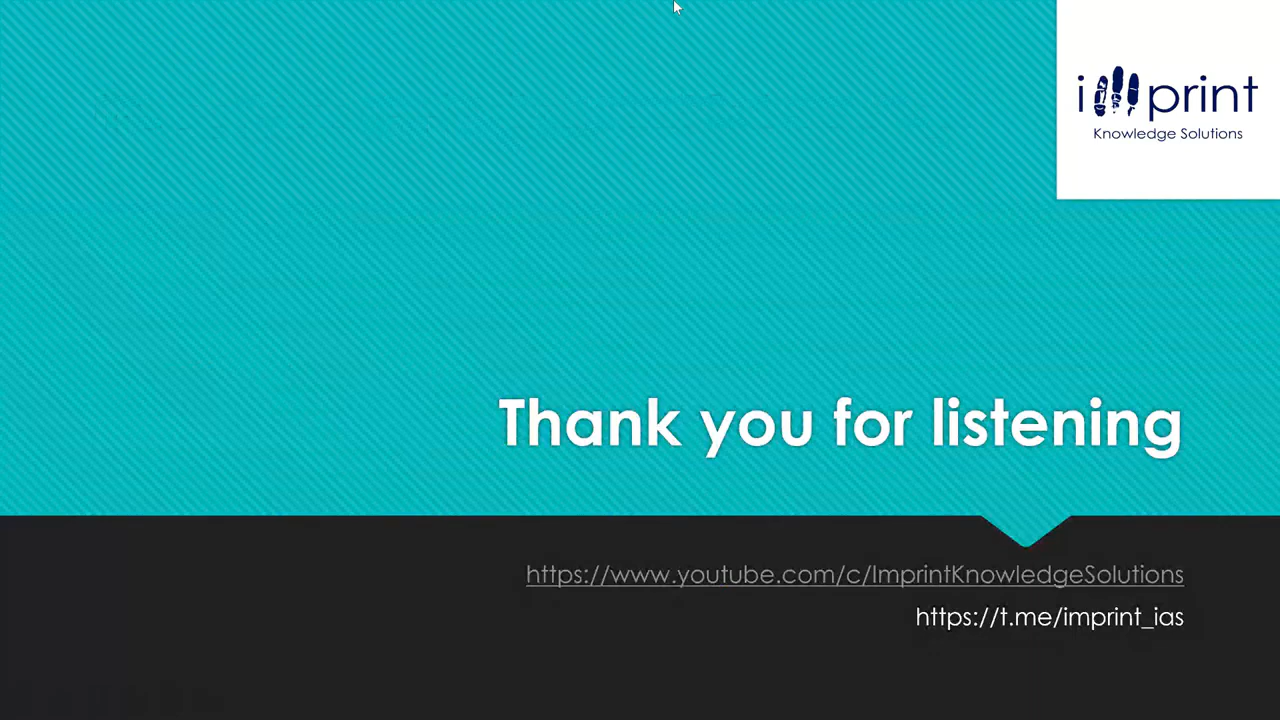 imprint
Knowledge Solutions
Thank you for listening
https://www.youtube.com/c/ImprintKnowledgeSolutions
https://t.me/imprint_ias